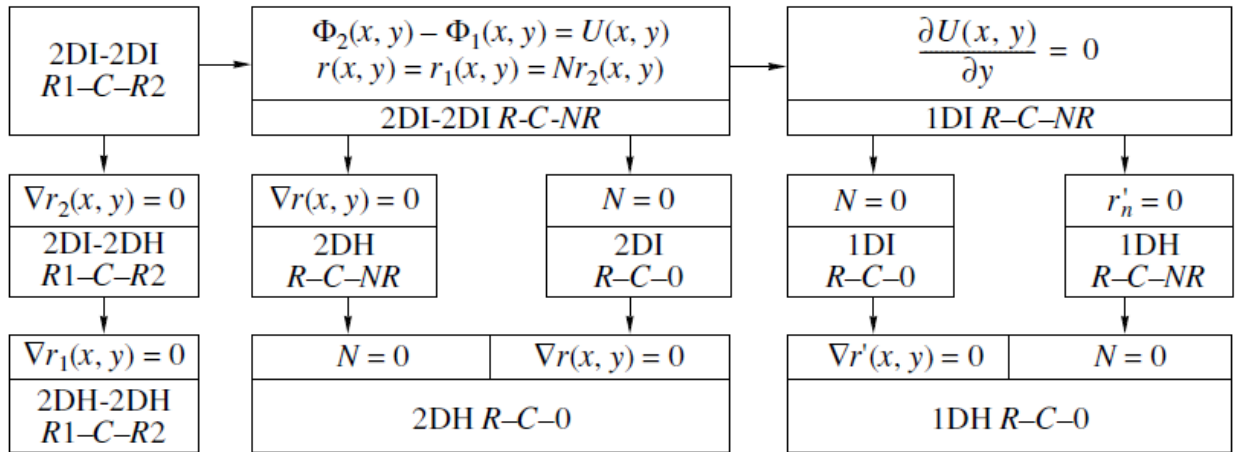 2DI-2DI
R1–C–R2
Φ₂(x, y) – Φ₁(x, y) = U(x, y)
r(x, y) = r₁(x, y) = Nr₂(x, y)
2DI-2DI R-C-NR
∂U(x, y)/∂y = 0
1DI R–C–NR
∇r₂(x, y) = 0
2DI-2DH
R1–C–R2
∇r(x, y) = 0
2DH
R–C–NR
N = 0
2DI
R–C–0
N = 0
1DI
R–C–0
r'ₙ = 0
1DH
R–C–NR
∇r₁(x, y) = 0
2DH-2DH
R1–C–R2
N = 0
∇r(x, y) = 0
2DH R–C–0
∇r'(x, y) = 0
N = 0
1DH R–C–0